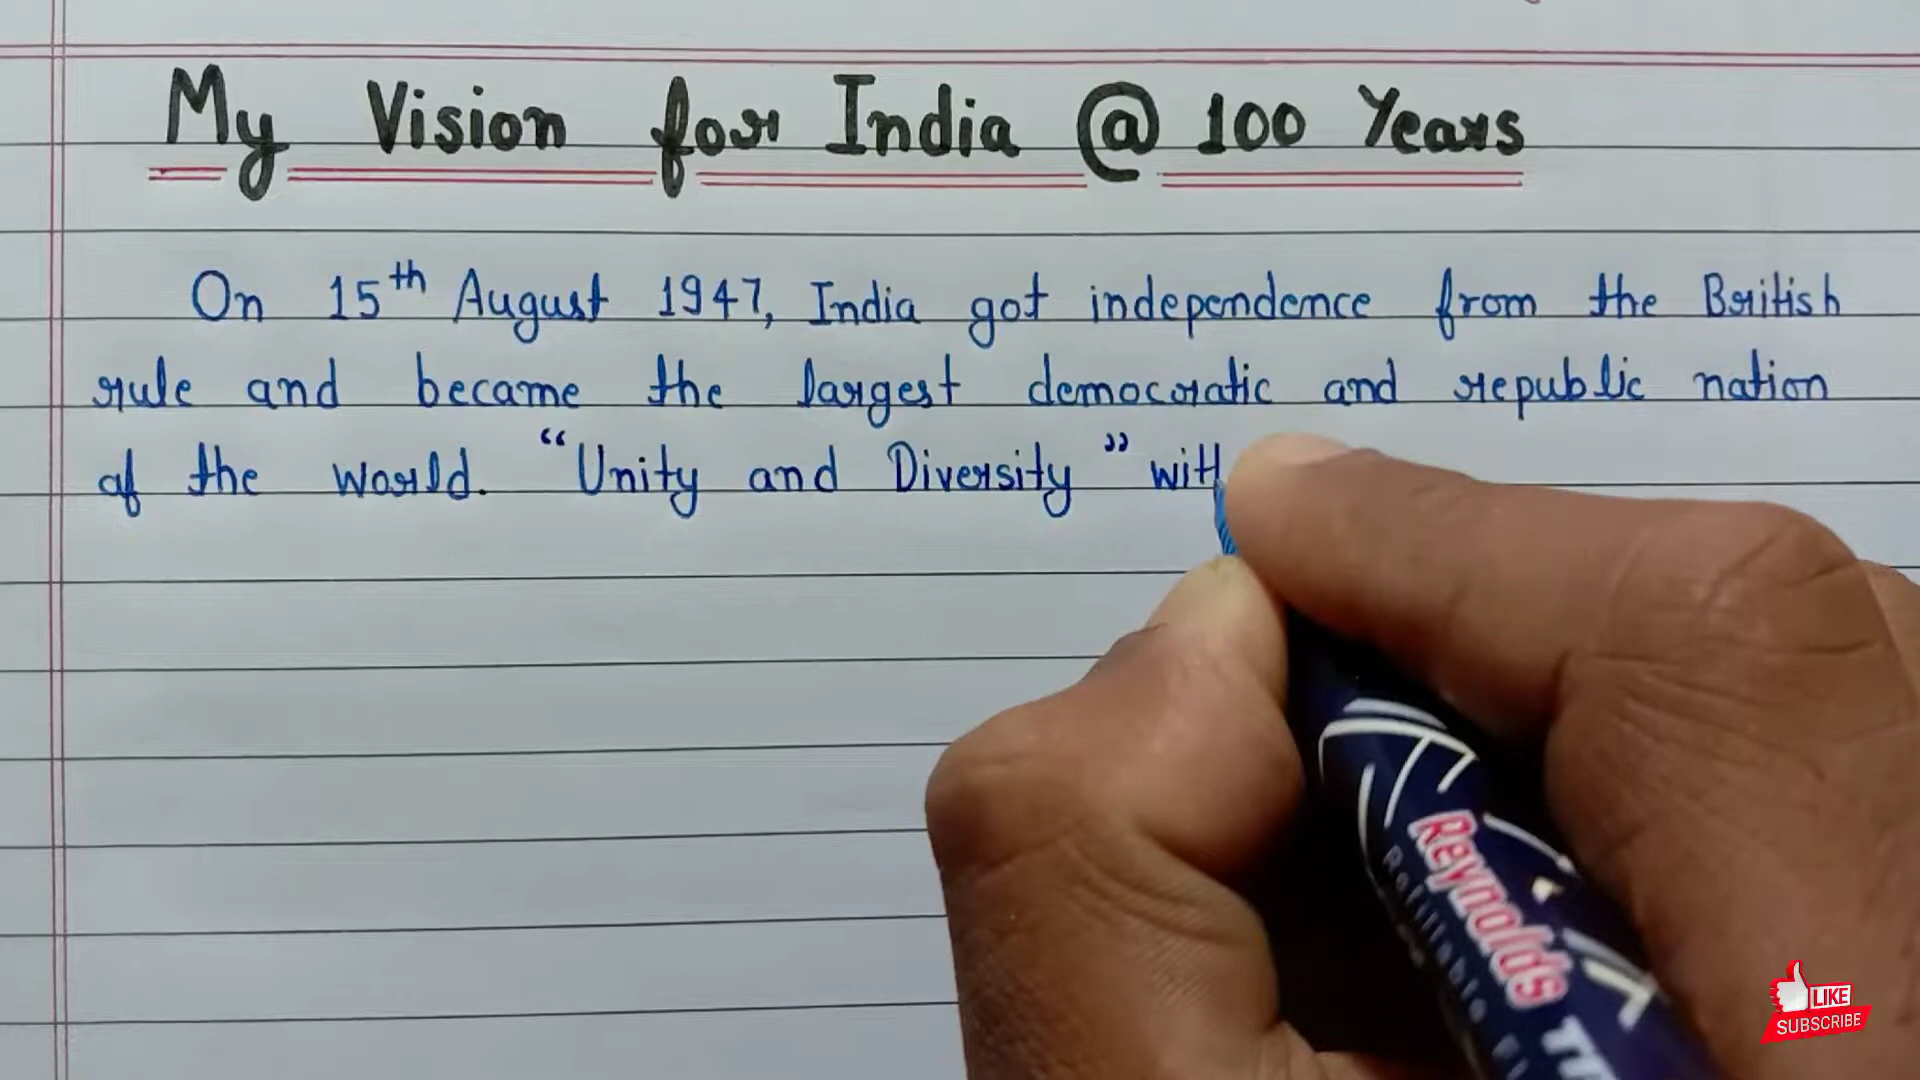 My Vision for India @ 100 Years
On 15th August 1947, India got independence from the British
rule and became the largest democratic and republic nation
of the world. "Unity and Diversity" with
Reynolds
LIKE
SUBSCRIBE